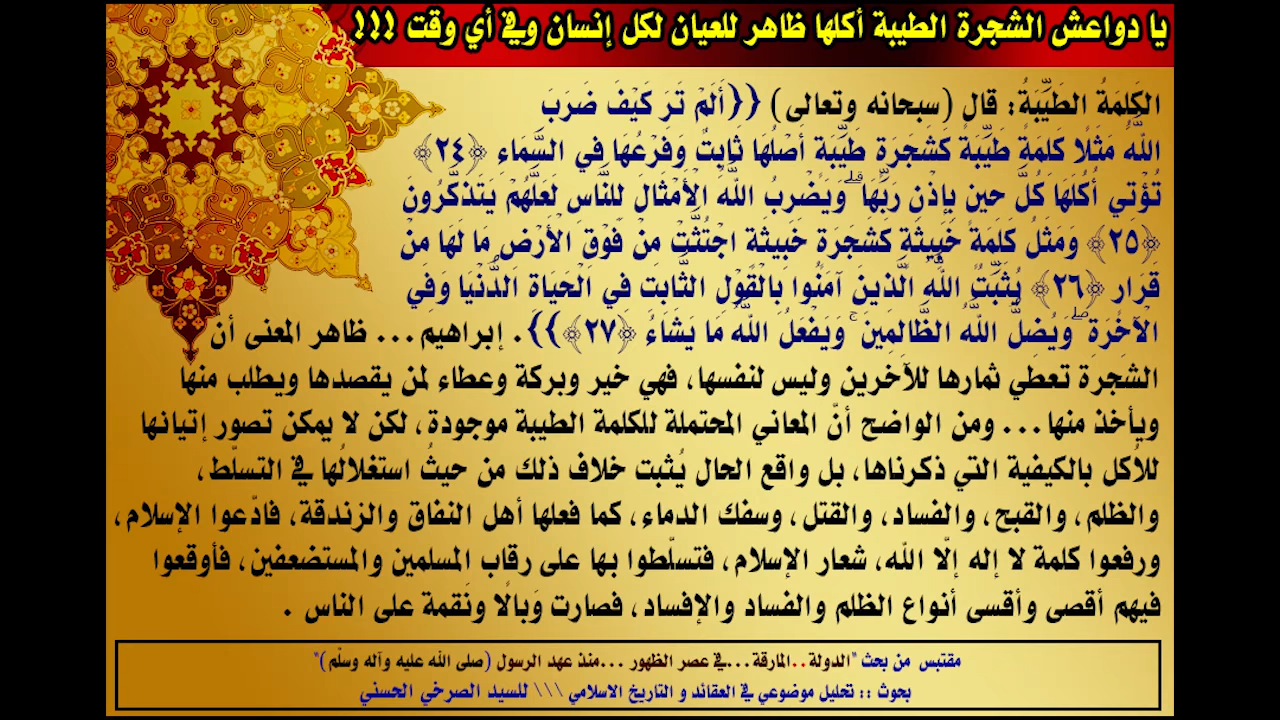 يا دواعش الشجرة الطيبة أكلها ظاهر للعيان لكل إنسان وفي أي وقت !!!
الكَلِمَةُ الطَيِّبَةُ: قال (سبحانه وتعالى) {{أَلَمْ تَرَ كَيْفَ ضَرَبَ
اللَّهُ مَثَلًا كَلِمَةً طَيِّبَةً كَشَجَرَةٍ طَيِّبَةٍ أَصْلُهَا ثَابِتٌ وَفَرْعُهَا فِي السَّمَاءِ ﴿٢٤﴾
تُؤْتِي أُكُلَهَا كُلَّ حِينٍ بِإِذْنِ رَبِّهَا ۗ وَيَضْرِبُ اللَّهُ الْأَمْثَالَ لِلنَّاسِ لَعَلَّهُمْ يَتَذَكَّرُونَ
﴿٢٥﴾ وَمَثَلُ كَلِمَةٍ خَبِيثَةٍ كَشَجَرَةٍ خَبِيثَةٍ اجْتُثَّتْ مِنْ فَوْقِ الْأَرْضِ مَا لَهَا مِنْ
قَرَارٍ ﴿٢٦﴾ يُثَبِّتُ اللَّهُ الَّذِينَ آمَنُوا بِالْقَوْلِ الثَّابِتِ فِي الْحَيَاةِ الدُّنْيَا وَفِي
الْآخِرَةِ ۖ وَيُضِلُّ اللَّهُ الظَّالِمِينَ ۚ وَيَفْعَلُ اللَّهُ مَا يَشَاءُ ﴿٢٧﴾}}. إبراهيم... ظاهر المعنى أن
الشجرة تعطي ثمارها للآخرين وليس لنفسها، فهي خير وبركة وعطاء لمن يقصدها ويطلب منها
ويأخذ منها... ومن الواضح أنّ المعاني المحتملة للكلمة الطيبة موجودة، لكن لا يمكن تصور إتيانها
للأكل بالكيفية التي ذكرناها، بل واقع الحال يُثبت خلاف ذلك من حيثُ استغلالُها في التسلّط،
والظلم، والقبح، والفساد، والقتل، وسفك الدماء، كما فعلها أهل النفاق والزندقة، فادّعوا الإسلام،
ورفعوا كلمة لا إله إلّا الله، شعار الإسلام، فتسلّطوا بها على رقاب المسلمين والمستضعفين، فأوقعوا
فيهم أقصى وأقسى أنواع الظلم والفساد والإفساد، فصارت وَبالًا ونَقمة على الناس .
مقتبس من بحث "الدولة..المارقة...في عصر الظهور ...منذ عهد الرسول (صلى الله عليه وآله وسلّم)"
بحوث :: تحليل موضوعي في العقائد و التاريخ الاسلامي \\\ للسيد الصرخي الحسني